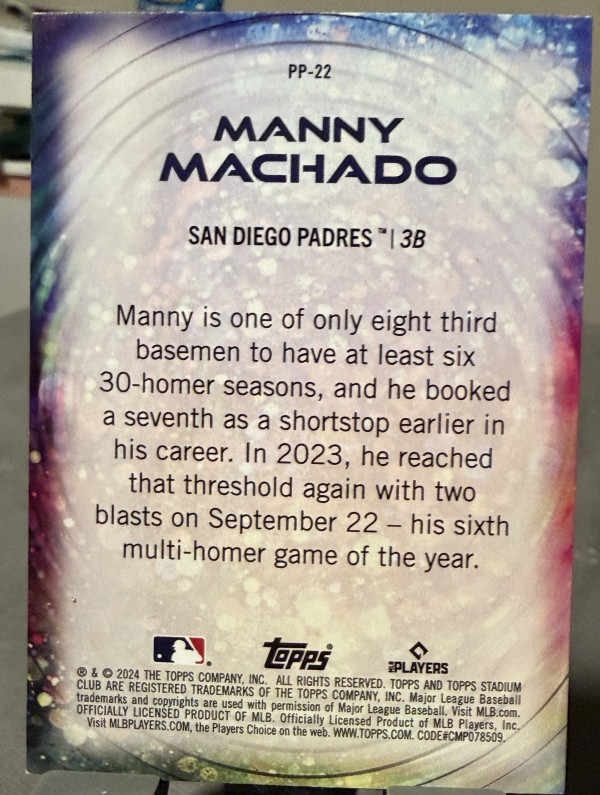 PP-22
MANNY
MACHADO
SAN DIEGO PADRES ™ | 3B
Manny is one of only eight third
basemen to have at least six
30-homer seasons, and he booked
a seventh as a shortstop earlier in
his career. In 2023, he reached
that threshold again with two
blasts on September 22 – his sixth
multi-homer game of the year.
Topps® MLB PLAYERS
® & © 2024 THE TOPPS COMPANY, INC. ALL RIGHTS RESERVED. TOPPS AND TOPPS STADIUM
CLUB ARE REGISTERED TRADEMARKS OF THE TOPPS COMPANY, INC. Major League Baseball
trademarks and copyrights are used with permission of Major League Baseball. Visit MLB.com.
OFFICIALLY LICENSED PRODUCT OF MLB. Officially Licensed Product of MLB Players, Inc.
Visit MLBPLAYERS.COM, the Players Choice on the web. WWW.TOPPS.COM. CODE#CMP078509.